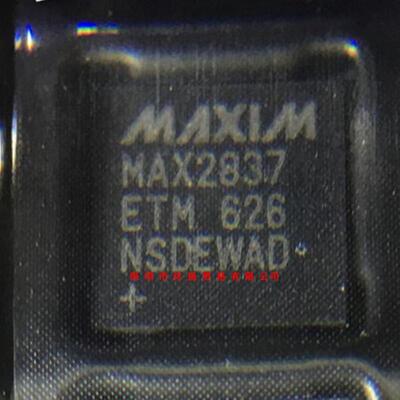 MAXIM
MAX2837
ETM 626
NSDEWAD
+